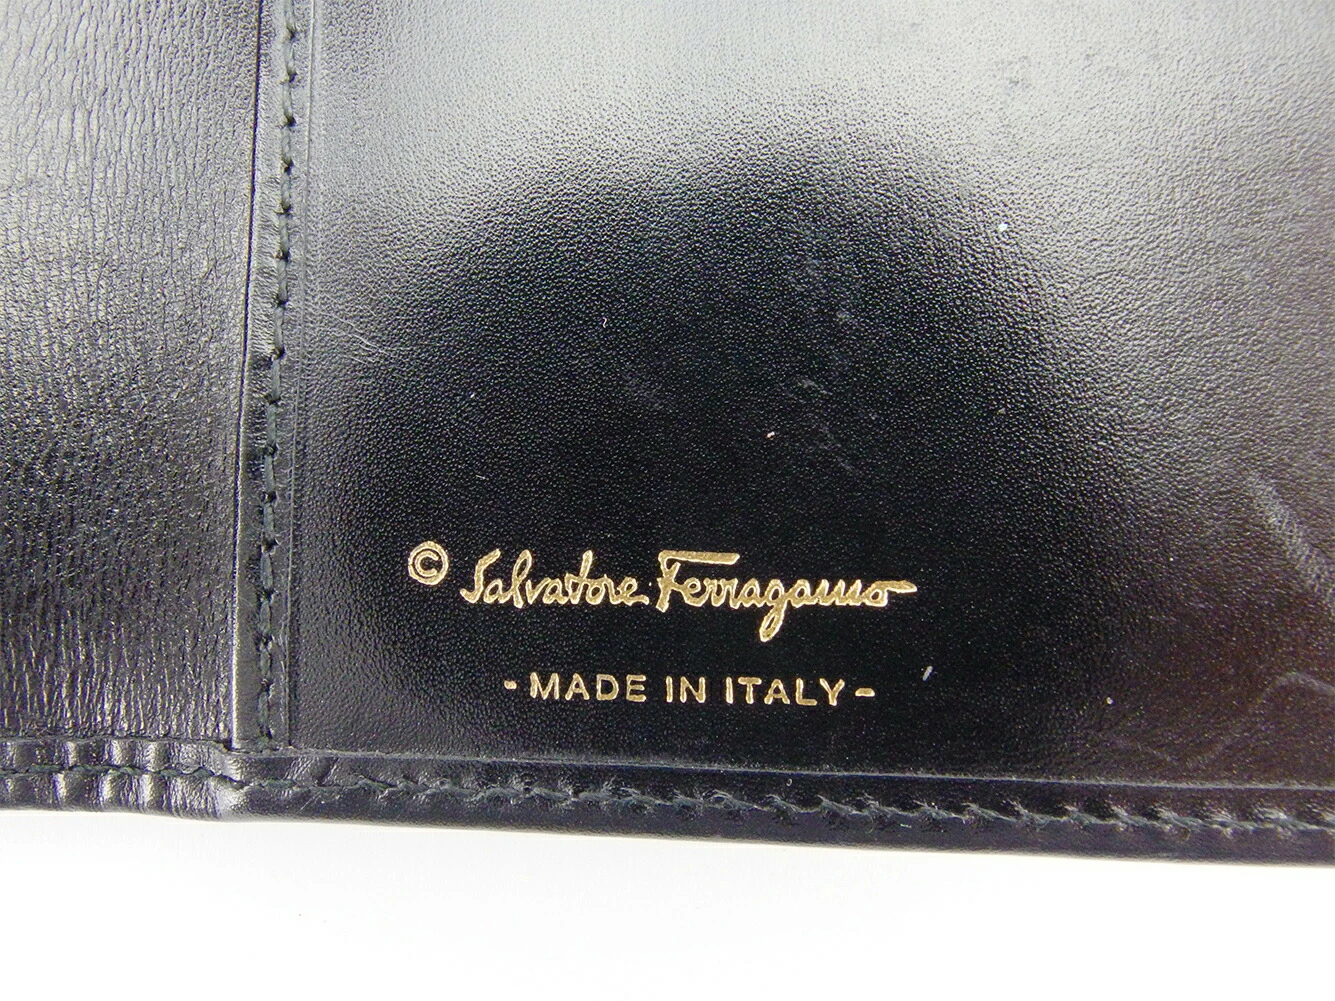 © Salvatore Ferragamo
- MADE IN ITALY -